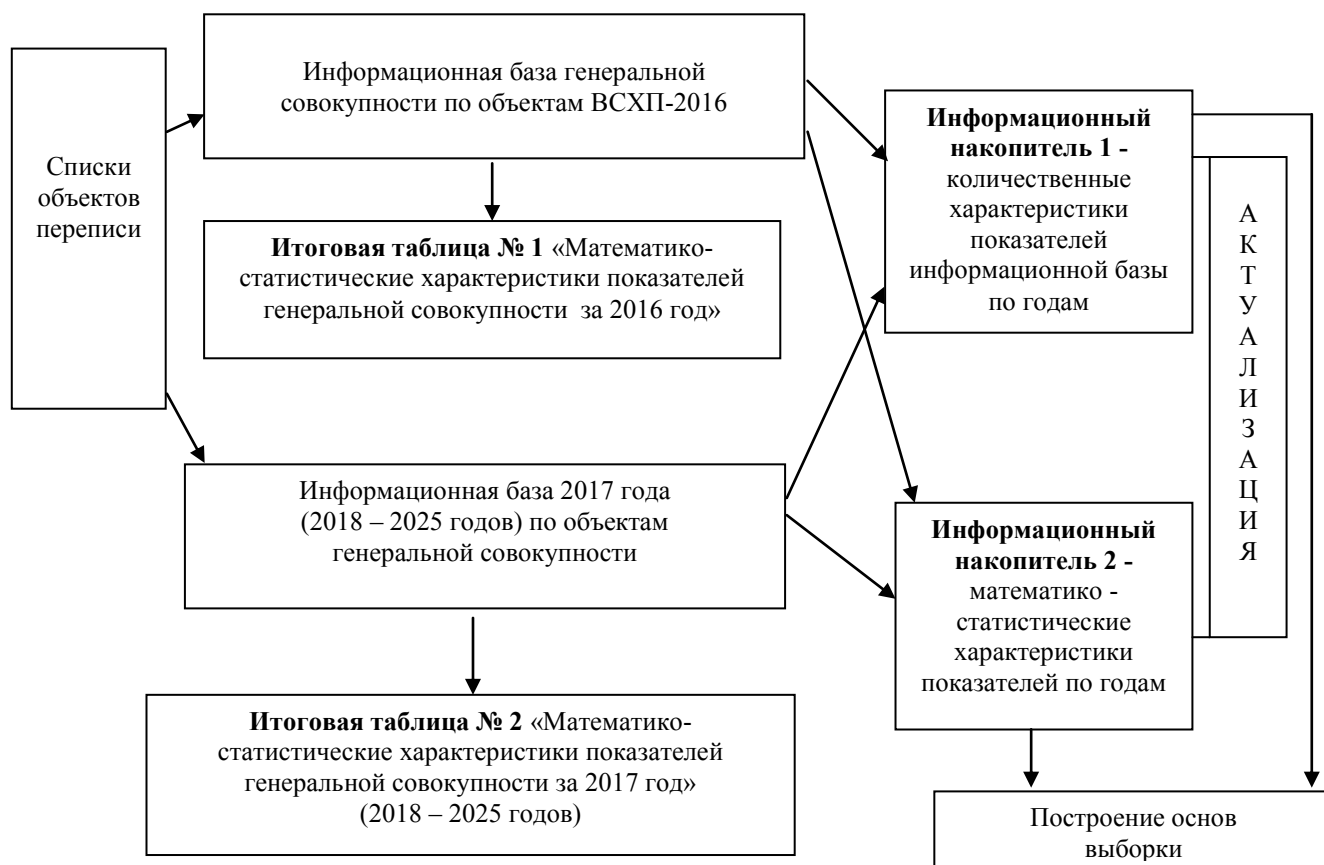 Списки
объектов
переписи
Информационная база генеральной
совокупности по объектам ВСХП-2016
Итоговая таблица № 1 «Математико-
статистические характеристики показателей
генеральной совокупности за 2016 год»
Информационная база 2017 года
(2018 – 2025 годов) по объектам
генеральной совокупности
Итоговая таблица № 2 «Математико-
статистические характеристики показателей
генеральной совокупности за 2017 год»
(2018 – 2025 годов)
Информационный
накопитель 1 -
количественные
характеристики
показателей
информационной базы
по годам
Информационный
накопитель 2 -
математико -
статистические
характеристики
показателей по годам
А
К
Т
У
А
Л
И
З
А
Ц
И
Я
Построение основ
выборки